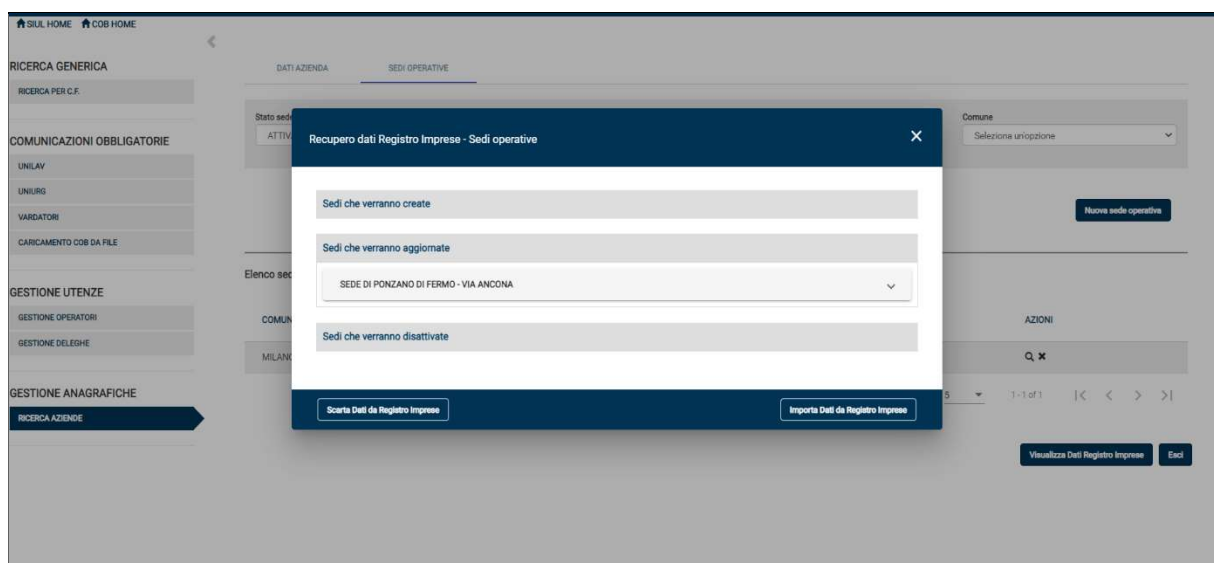 SIUL HOME COB HOME
RICERCA GENERICA
RICERCA PER C.F.
COMUNICAZIONI OBBLIGATORIE
UNILAV
UNIURG
VARDATORI
CARICAMENTO COB DA FILE
GESTIONE UTENZE
GESTIONE OPERATORI
GESTIONE DELEGHE
GESTIONE ANAGRAFICHE
RICERCA AZIENDE
DATI AZIENDA SEDI OPERATIVE
Stato sede
ATTIV
Comune
Seleziona un'opzione
Nuova sede operativa
Recupero dati Registro Imprese - Sedi operative
Sedi che verranno create
Sedi che verranno aggiornate
SEDE DI PONZANO DI FERMO - VIA ANCONA
Sedi che verranno disattivate
Scarta Dati da Registro Imprese Importa Dati da Registro Imprese
Elenco sed
COMUN AZIONI
MILANO
5 1-1 of 1
Visualizza Dati Registro Imprese Esci